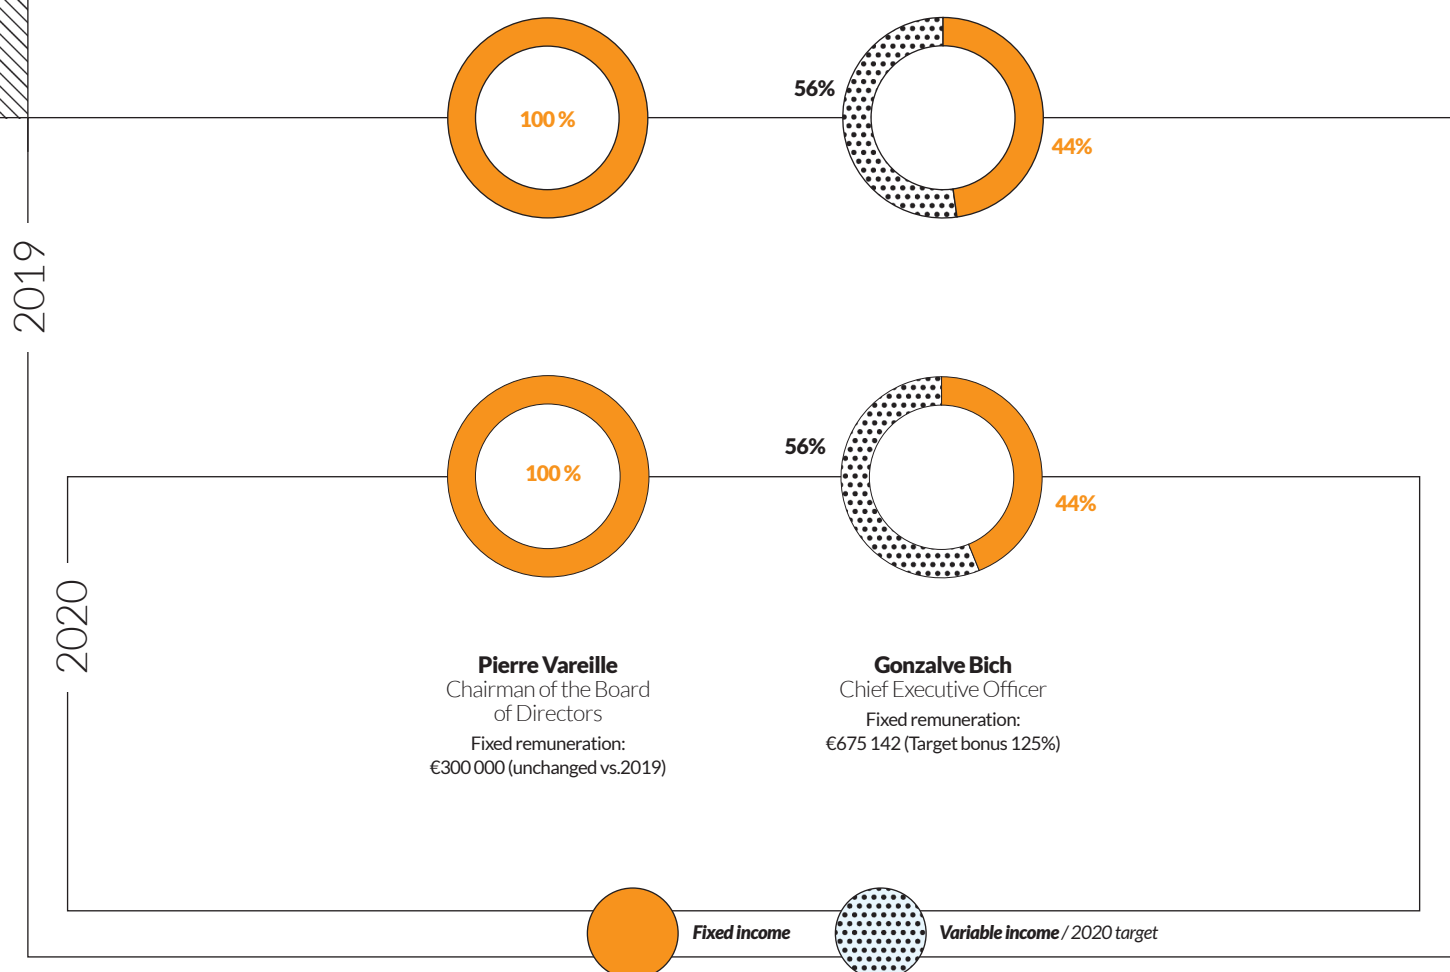 100 %
56%
44%
2019
100 %
56%
44%
2020
Pierre Vareille
Chairman of the Board
of Directors
Fixed remuneration:
€300 000 (unchanged vs.2019)
Gonzalve Bich
Chief Executive Officer
Fixed remuneration:
€675 142 (Target bonus 125%)
Fixed income
Variable income / 2020 target